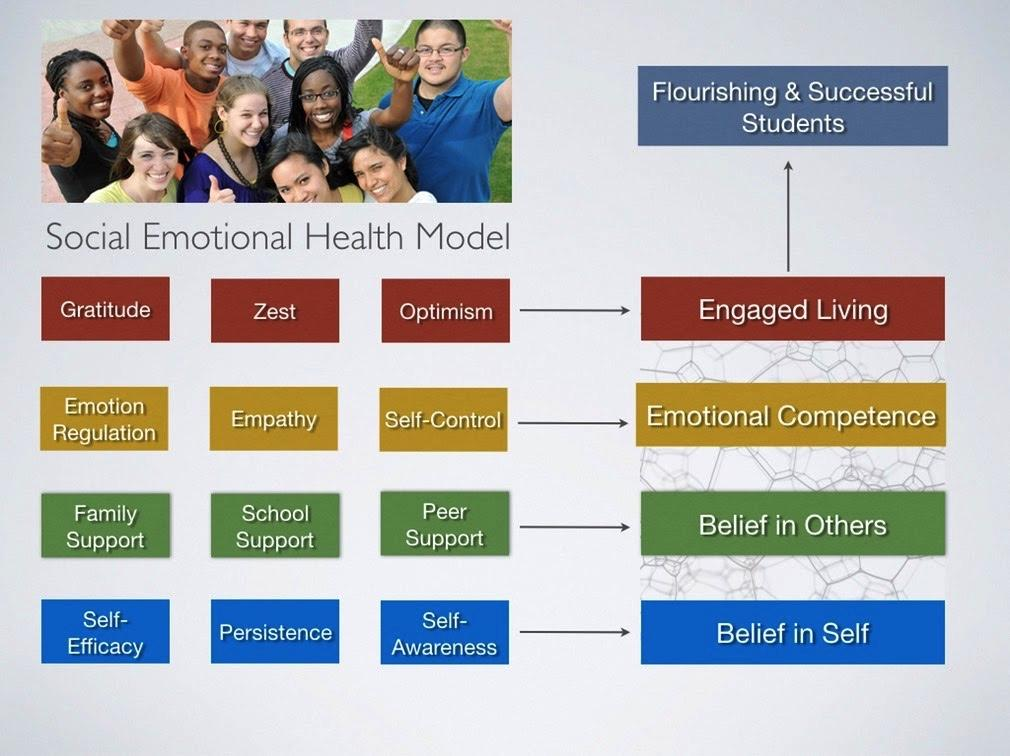 Flourishing & Successful
Students
Social Emotional Health Model
Gratitude
Zest
Optimism
Engaged Living
Emotion
Regulation
Empathy
Self-Control
Emotional Competence
Family
Support
School
Support
Peer
Support
Belief in Others
Self-
Efficacy
Persistence
Self-
Awareness
Belief in Self